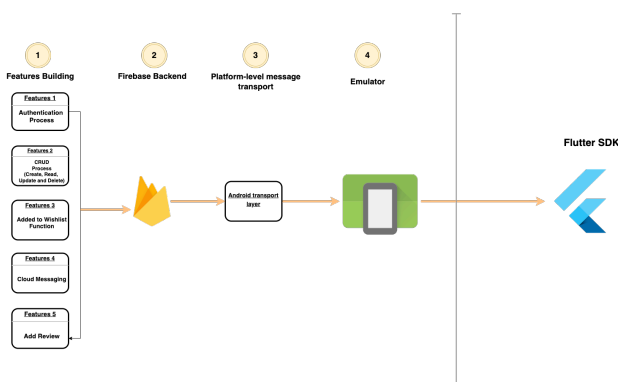 1
2
3
4
Features Building
Firebase Backend
Platform-level message
transport
Emulator
Features 1
Authentication
Process
Features 2
CRUD
Process
(Create, Read,
Update and Delete)
Features 3
Added to Wishlist
Function
Features 4
Cloud Messaging
Features 5
Add Review
Android transport
layer
Flutter SDK